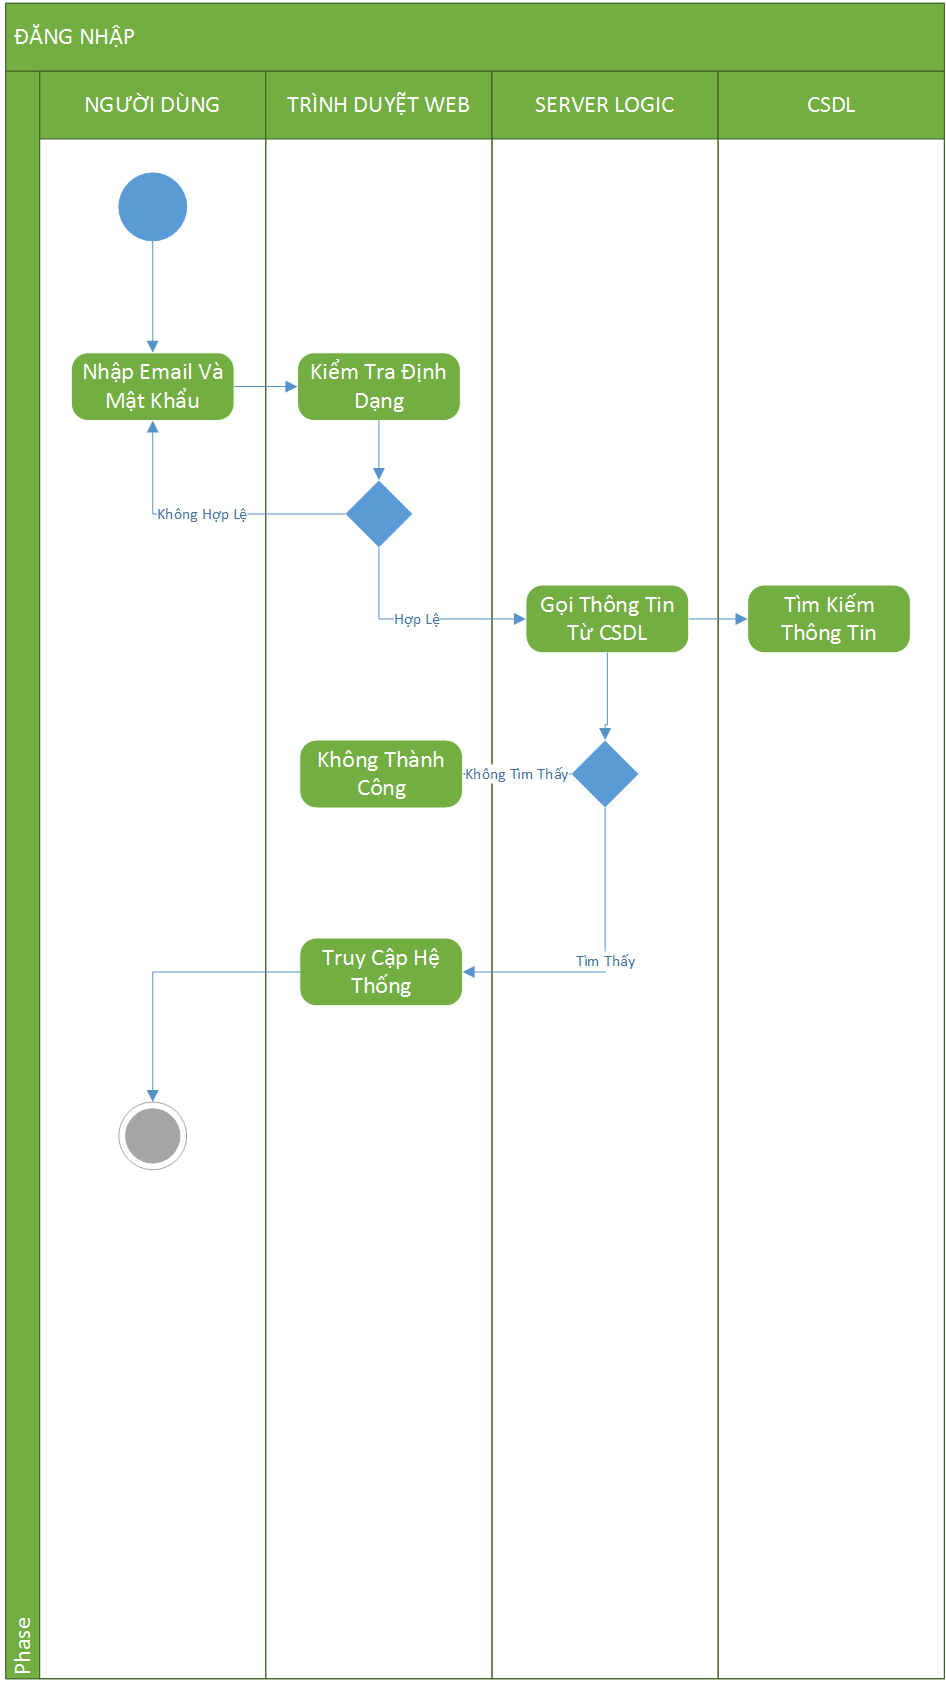 ĐĂNG NHẬP
NGƯỜI DÙNG
TRÌNH DUYỆT WEB
SERVER LOGIC
CSDL
Nhập Email Và
Mật Khẩu
Kiểm Tra Định
Dạng
Không Hợp Lệ
Hợp Lệ
Gọi Thông Tin
Từ CSDL
Tìm Kiếm
Thông Tin
Không Thành
Công
Không Tìm Thấy
Tìm Thấy
Truy Cập Hệ
Thống
Phase